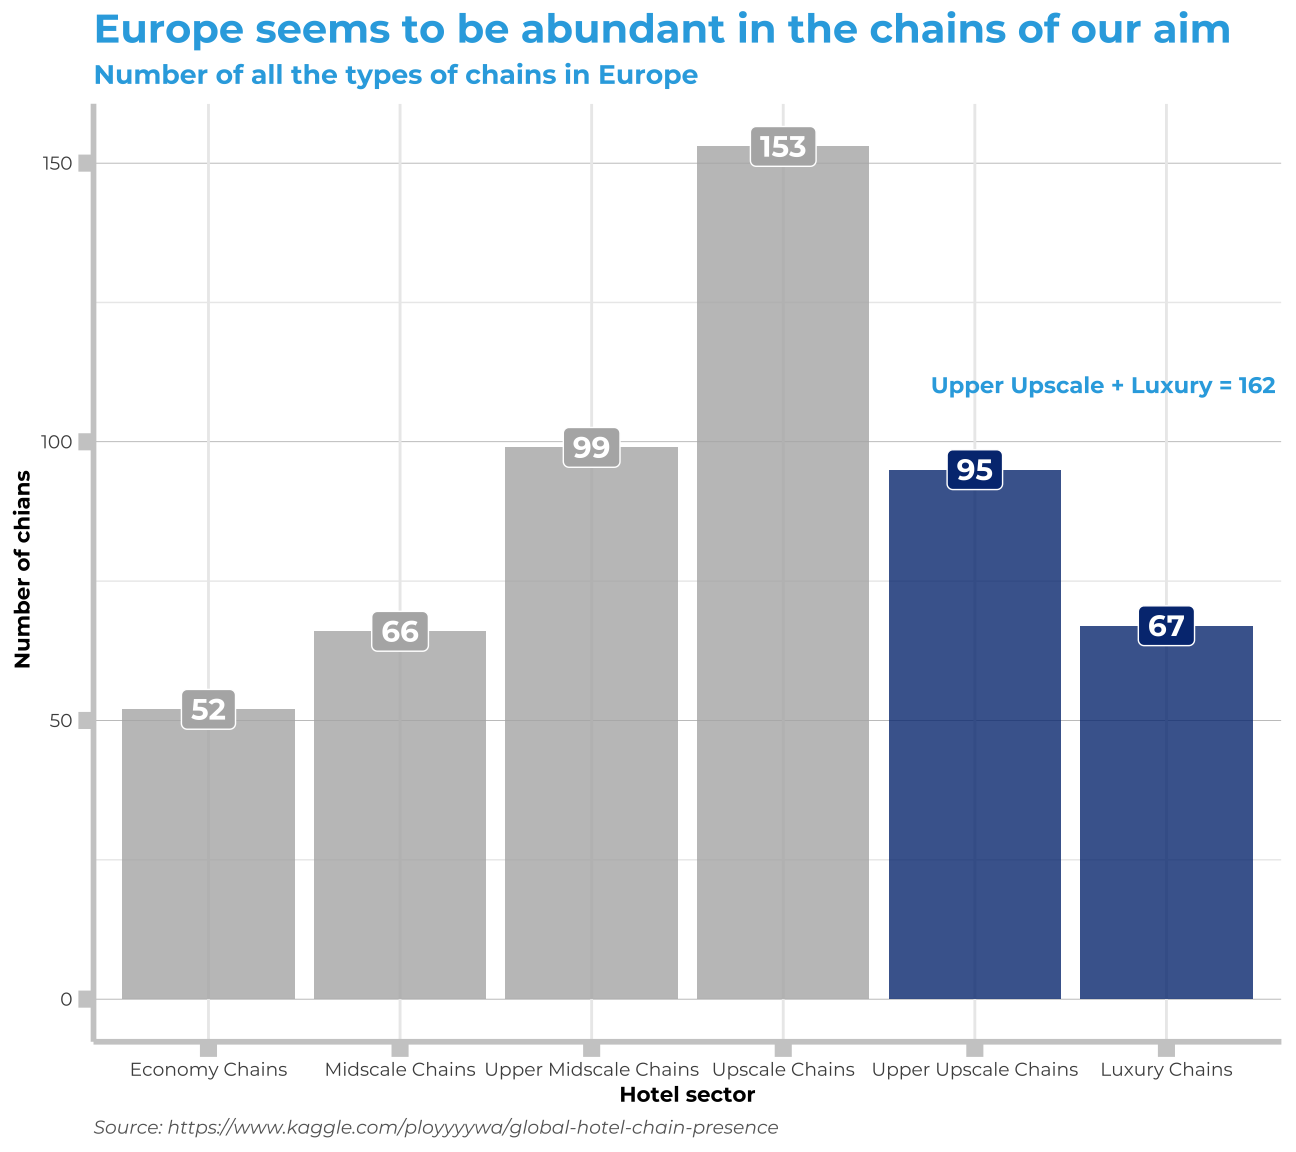 Europe seems to be abundant in the chains of our aim
Number of all the types of chains in Europe
150
153
Upper Upscale + Luxury = 162
100
99
95
Number of chians
66
67
52
50
0
Economy Chains Midscale Chains Upper Midscale Chains Upscale Chains Upper Upscale Chains Luxury Chains
Hotel sector
Source: https://www.kaggle.com/ployyyywa/global-hotel-chain-presence